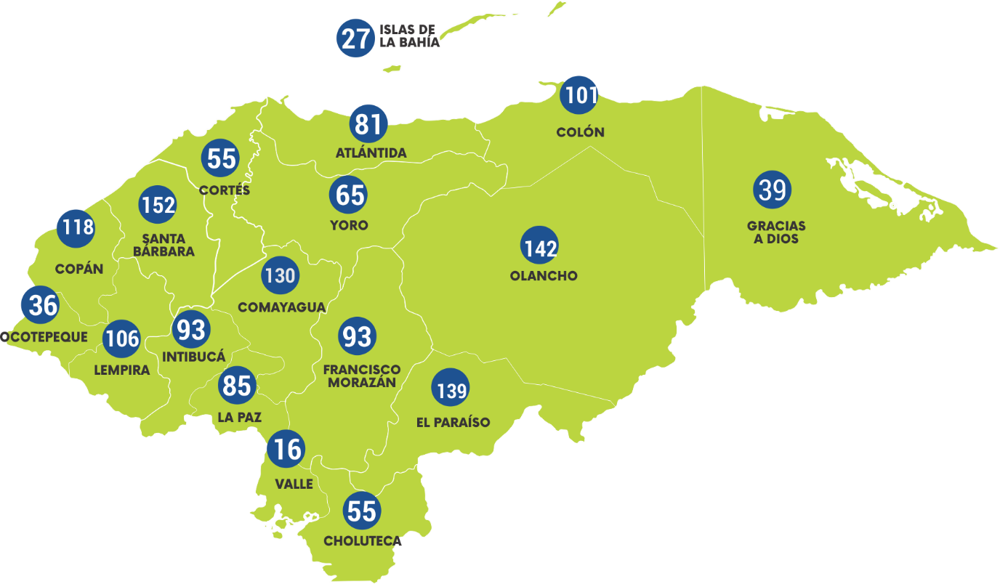 27
ISLAS DE
LA BAHÍA
101
COLÓN
81
ATLÁNTIDA
55
CORTÉS
65
YORO
39
GRACIAS
A DIOS
152
SANTA
BÁRBARA
118
COPÁN
142
OLANCHO
130
COMAYAGUA
36
OCOTEPEQUE
106
LEMPIRA
93
INTIBUCÁ
93
FRANCISCO
MORAZÁN
85
LA PAZ
139
EL PARAÍSO
16
VALLE
55
CHOLUTECA